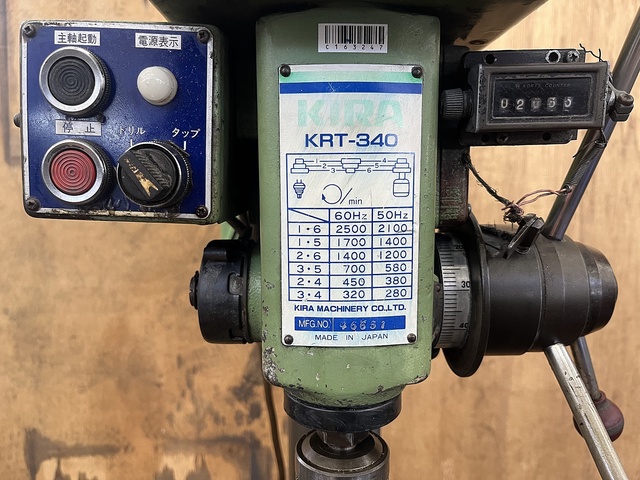 主軸起動
電源表示
停止
ドリル
タップ
C163247
KIRA
KRT-340
1 4
2 5
3 6
/min
60Hz 50Hz
1・6 2500 2100
1・5 1700 1400
2・6 1400 1200
3・5 700 580
2・4 450 380
3・4 320 280
KIRA MACHINERY CO.,LTD.
MFG.NO.
MADE IN JAPAN
30
40